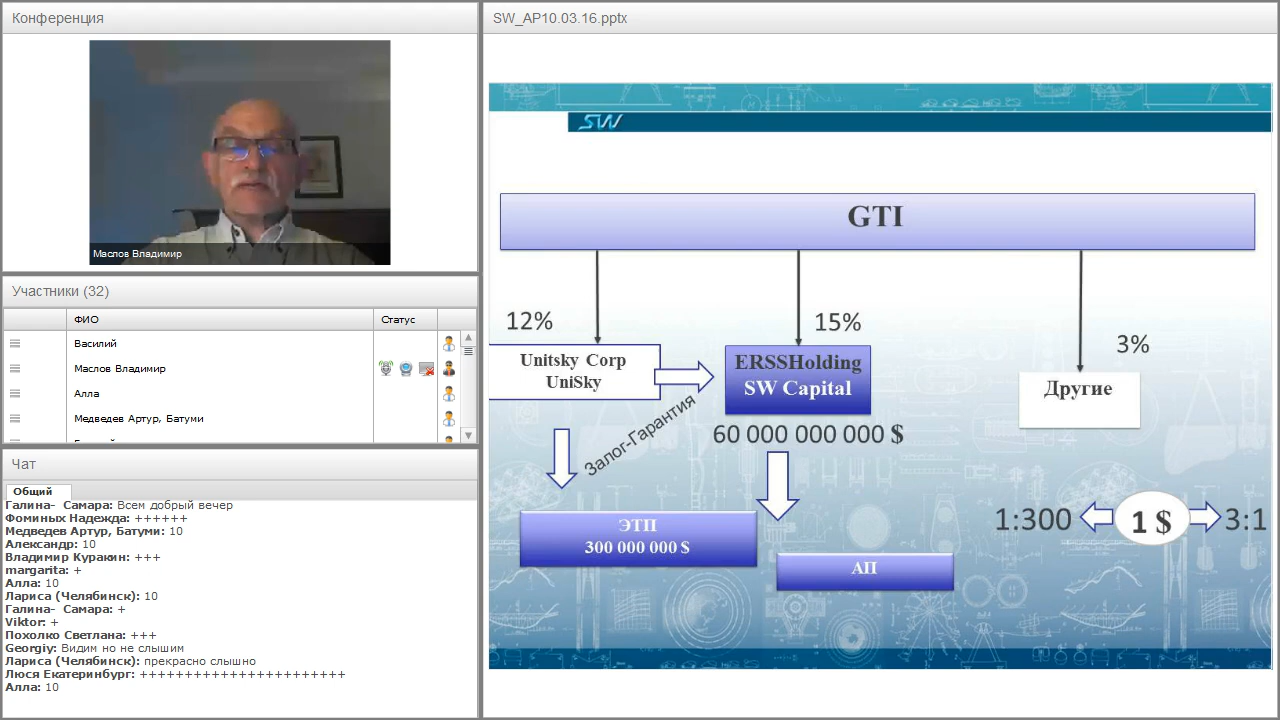 Конференция
Маслов Владимир
Участники (32)
ФИО
Статус
Василий
Маслов Владимир
Алла
Медведев Артур, Батуми
Чат
Общий
Галина- Самара: Всем добрый вечер
Фоминых Надежда: ++++++
Медведев Артур, Батуми: 10
Александр: 10
Владимир Куракин: +++
margarita: +
Алла: 10
Лариса (Челябинск): 10
Галина- Самара: +
Viktor: +
Похолко Светлана: +++
Georgiy: Видим но не слышим
Лариса (Челябинск): прекрасно слышно
Люся Екатеринбург: +++++++++++++++++++++++
Алла: 10
SW_AP10.03.16.pptx
SW
GTI
12%
15%
3%
Unitsky Corp
UniSky
ERSSHolding
SW Capital
Другие
Залог-Гарантия
60 000 000 000 $
ЭТП
300 000 000 $
АП
1:300
1 $
3:1